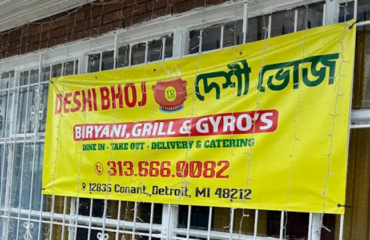 DESHI BHOJ DB দেশী ভোজ
BIRYANI, GRILL & GYRO'S
DINE IN - TAKE OUT - DELIVERY & CATERING
313.666.0082
12835 Conant., Detroit, MI 48212